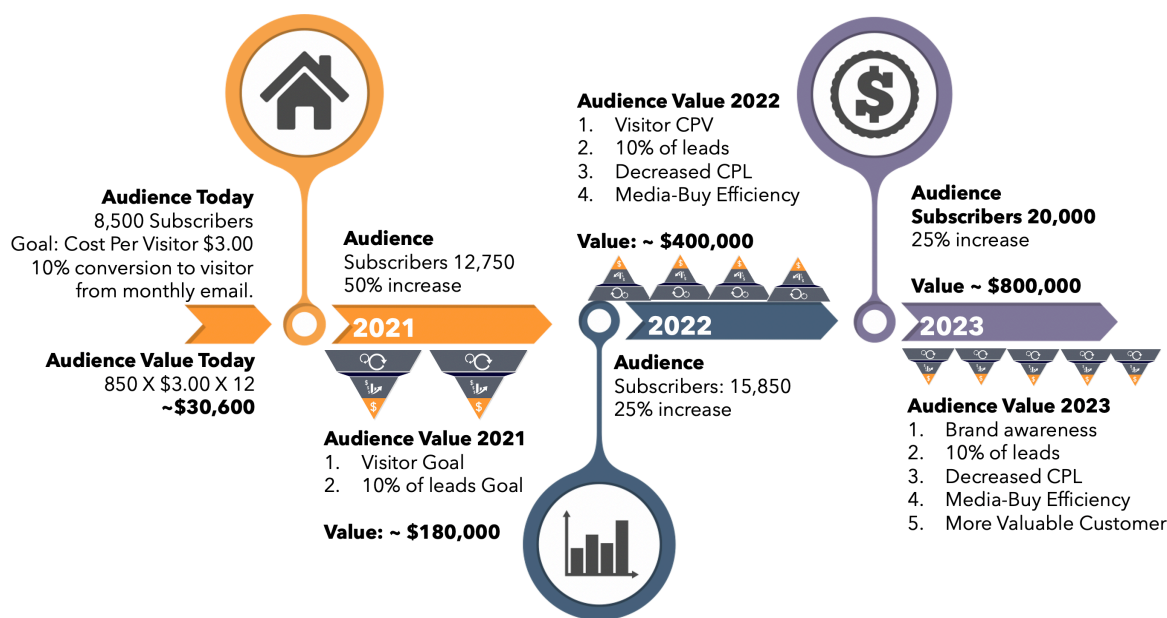 Audience Today
8,500 Subscribers
Goal: Cost Per Visitor $3.00
10% conversion to visitor
from monthly email.
Audience Value Today
850 X $3.00 X 12
~$30,600
Audience
Subscribers 12,750
50% increase
2021
Audience Value 2021
1. Visitor Goal
2. 10% of leads Goal
Value: ~ $180,000
Audience Value 2022
1. Visitor CPV
2. 10% of leads
3. Decreased CPL
4. Media-Buy Efficiency
Value: ~ $400,000
2022
Audience
Subscribers: 15,850
25% increase
$
Audience
Subscribers 20,000
25% increase
Value ~ $800,000
2023
Audience Value 2023
1. Brand awareness
2. 10% of leads
3. Decreased CPL
4. Media-Buy Efficiency
5. More Valuable Customer